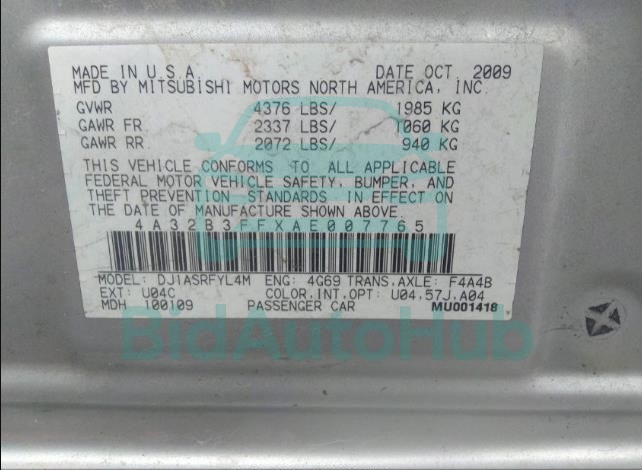 MADE IN U.S.A. DATE OCT. 2009
MFD BY MITSUBISHI MOTORS NORTH AMERICA, INC.
GVWR 4376 LBS/ 1985 KG
GAWR FR 2337 LBS/ 1060 KG
GAWR RR 2072 LBS/ 940 KG
THIS VEHICLE CONFORMS TO ALL APPLICABLE
FEDERAL MOTOR VEHICLE SAFETY, BUMPER, AND
THEFT PREVENTION STANDARDS IN EFFECT ON
THE DATE OF MANUFACTURE SHOWN ABOVE.
4A32B3FFXAE007765
MODEL: DJ1ASRFYL4M ENG: 4G69 TRANS.AXLE: F4A4B
EXT: U04C COLOR.INT.OPT: U04.57J.A04
MDH :100109 PASSENGER CAR MU001418
BidAutoHub